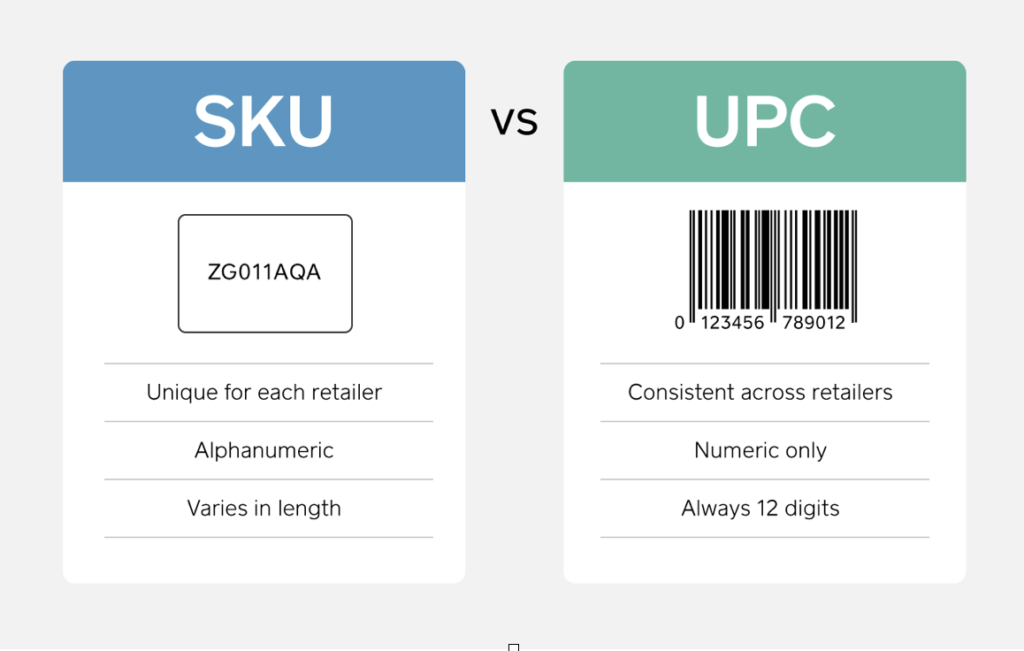 SKU
vs
UPC
ZG011AQA
0 123456 789012
Unique for each retailer
Alphanumeric
Varies in length
Consistent across retailers
Numeric only
Always 12 digits